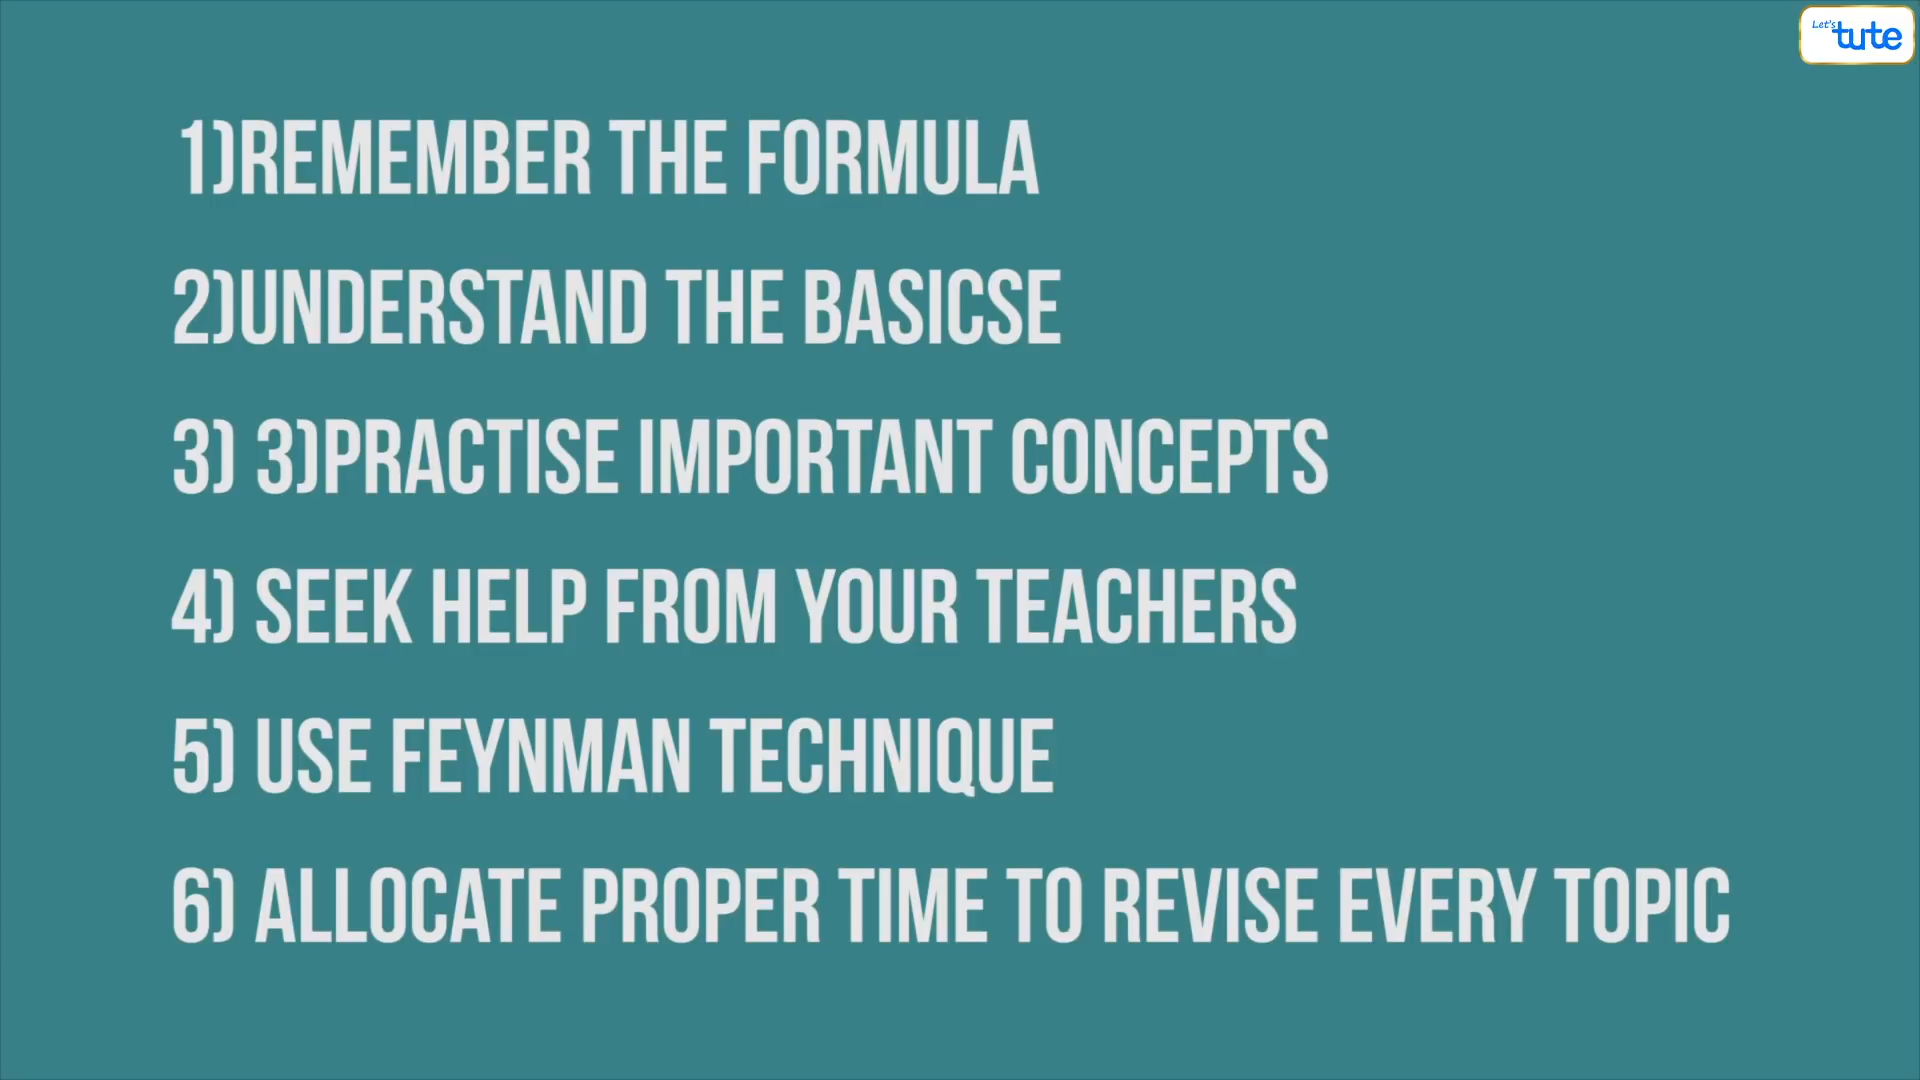 Let's tute
1)REMEMBER THE FORMULA
2)UNDERSTAND THE BASICSE
3) 3)PRACTISE IMPORTANT CONCEPTS
4) SEEK HELP FROM YOUR TEACHERS
5) USE FEYNMAN TECHNIQUE
6) ALLOCATE PROPER TIME TO REVISE EVERY TOPIC